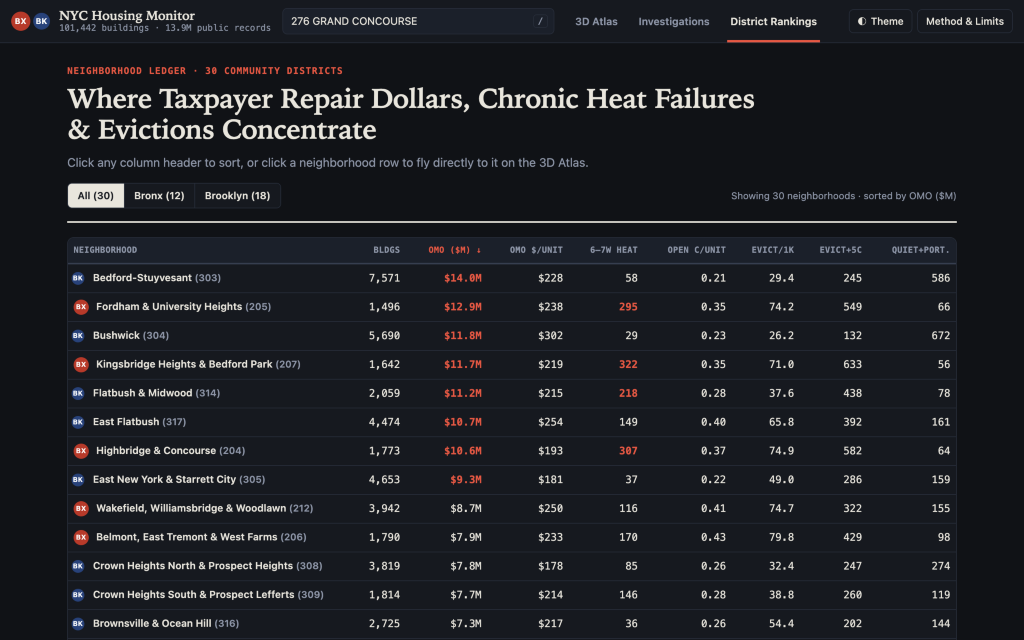 BX BK NYC Housing Monitor
101,442 buildings · 13.9M public records
276 GRAND CONCOURSE /
3D Atlas Investigations District Rankings
Theme Method & Limits
NEIGHBORHOOD LEDGER · 30 COMMUNITY DISTRICTS
Where Taxpayer Repair Dollars, Chronic Heat Failures
& Evictions Concentrate
Click any column header to sort, or click a neighborhood row to fly directly to it on the 3D Atlas.
All (30) Bronx (12) Brooklyn (18)
Showing 30 neighborhoods · sorted by OMO ($M)
NEIGHBORHOOD BLDGS OMO ($M) ↓ OMO $/UNIT 6–7W HEAT OPEN C/UNIT EVICT/1K EVICT+5C QUIET+PORT.
BK Bedford-Stuyvesant (303) 7,571 $14.0M $228 58 0.21 29.4 245 586
BX Fordham & University Heights (205) 1,496 $12.9M $238 295 0.35 74.2 549 66
BK Bushwick (304) 5,690 $11.8M $302 29 0.23 26.2 132 672
BX Kingsbridge Heights & Bedford Park (207) 1,642 $11.7M $219 322 0.35 71.0 633 56
BK Flatbush & Midwood (314) 2,059 $11.2M $215 218 0.28 37.6 438 78
BK East Flatbush (317) 4,474 $10.7M $254 149 0.40 65.8 392 161
BX Highbridge & Concourse (204) 1,773 $10.6M $193 307 0.37 74.9 582 64
BK East New York & Starrett City (305) 4,653 $9.3M $181 37 0.22 49.0 286 159
BX Wakefield, Williamsbridge & Woodlawn (212) 3,942 $8.7M $250 116 0.41 74.7 322 155
BX Belmont, East Tremont & West Farms (206) 1,790 $7.9M $233 170 0.43 79.8 429 98
BK Crown Heights North & Prospect Heights (308) 3,819 $7.8M $178 85 0.26 32.4 247 274
BK Crown Heights South & Prospect Lefferts (309) 1,814 $7.7M $214 146 0.28 38.8 260 119
BK Brownsville & Ocean Hill (316) 2,725 $7.3M $217 36 0.26 54.4 202 144